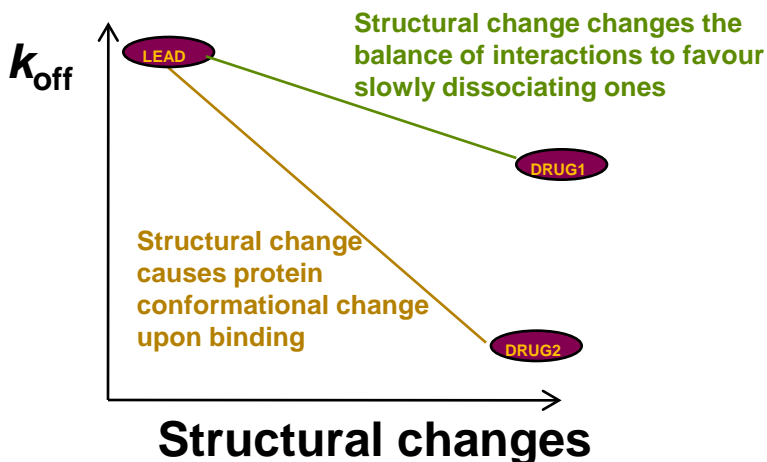 Structural change changes the
balance of interactions to favour
slowly dissociating ones
koff
LEAD
DRUG1
Structural change
causes protein
conformational change
upon binding
DRUG2
Structural changes